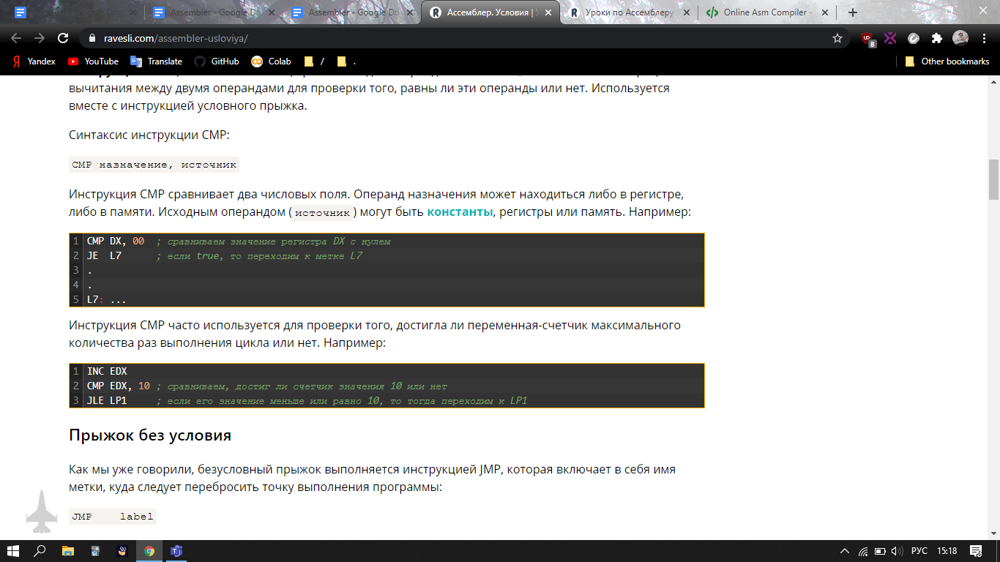 Assembler - Google Do
Assembler - Google Do
Ассемблер. Условия |
Уроки по Ассемблеру
Online Asm Compiler -
ravesli.com/assembler-usloviya/
8
Yandex
YouTube
Translate
GitHub
Colab
/
.
Other bookmarks
вычитания между двумя операндами для проверки того, равны ли эти операнды или нет. Используется
вместе с инструкцией условного прыжка.
Синтаксис инструкции CMP:
CMP назначение, источник
Инструкция CMP сравнивает два числовых поля. Операнд назначения может находиться либо в регистре,
либо в памяти. Исходным операндом ( источник ) могут быть константы, регистры или память. Например:
1 CMP DX, 00 ; сравниваем значение регистра DX с нулем
2 JE L7 ; если true, то переходим к метке L7
3 .
4 .
5 L7: ...
Инструкция CMP часто используется для проверки того, достигла ли переменная-счетчик максимального
количества раз выполнения цикла или нет. Например:
1 INC EDX
2 CMP EDX, 10 ; сравниваем, достиг ли счетчик значения 10 или нет
3 JLE LP1 ; если его значение меньше или равно 10, то тогда переходим к LP1
Прыжок без условия
Как мы уже говорили, безусловный прыжок выполняется инструкцией JMP, которая включает в себя имя
метки, куда следует перебросить точку выполнения программы:
JMP label
РУС
15:18